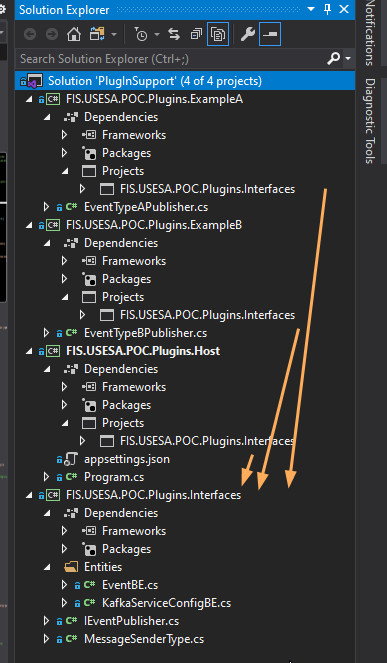 Solution Explorer
Search Solution Explorer (Ctrl+;)
Solution 'PlugInSupport' (4 of 4 projects)
C# FIS.USESA.POC.Plugins.ExampleA
Dependencies
Frameworks
Packages
Projects
FIS.USESA.POC.Plugins.Interfaces
C# EventTypeAPublisher.cs
C# FIS.USESA.POC.Plugins.ExampleB
Dependencies
Frameworks
Packages
Projects
FIS.USESA.POC.Plugins.Interfaces
C# EventTypeBPublisher.cs
C# FIS.USESA.POC.Plugins.Host
Dependencies
Frameworks
Packages
Projects
FIS.USESA.POC.Plugins.Interfaces
appsettings.json
C# Program.cs
C# FIS.USESA.POC.Plugins.Interfaces
Dependencies
Frameworks
Packages
Entities
C# EventBE.cs
C# KafkaServiceConfigBE.cs
C# IEventPublisher.cs
C# MessageSenderType.cs
Notifications
Diagnostic Tools